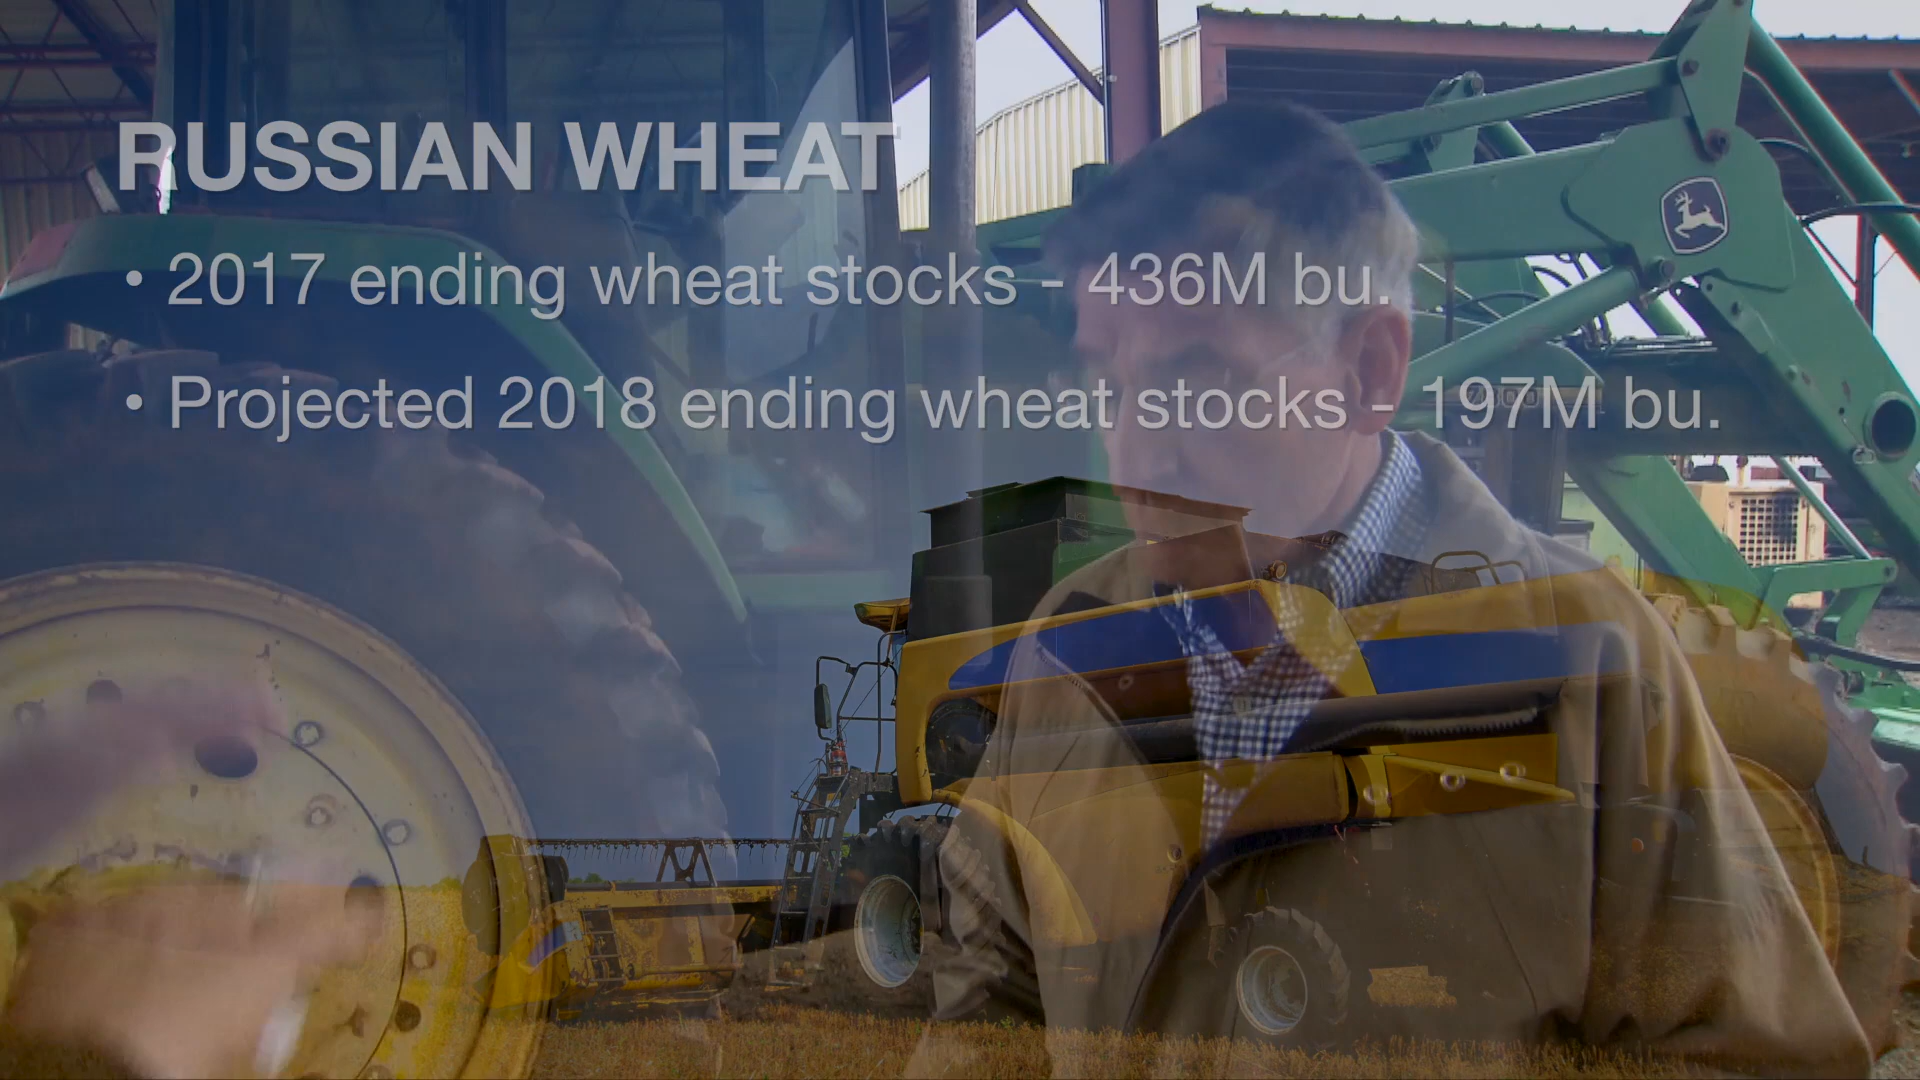 RUSSIAN WHEAT
• 2017 ending wheat stocks - 436M bu.
• Projected 2018 ending wheat stocks - 197M bu.